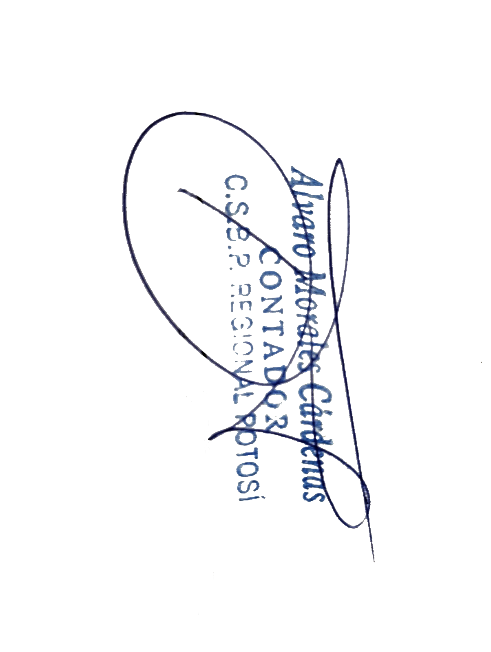 Alvaro Morales Cárdenas
CONTADOR
C.S.B.P. REGIONAL POTOSÍ